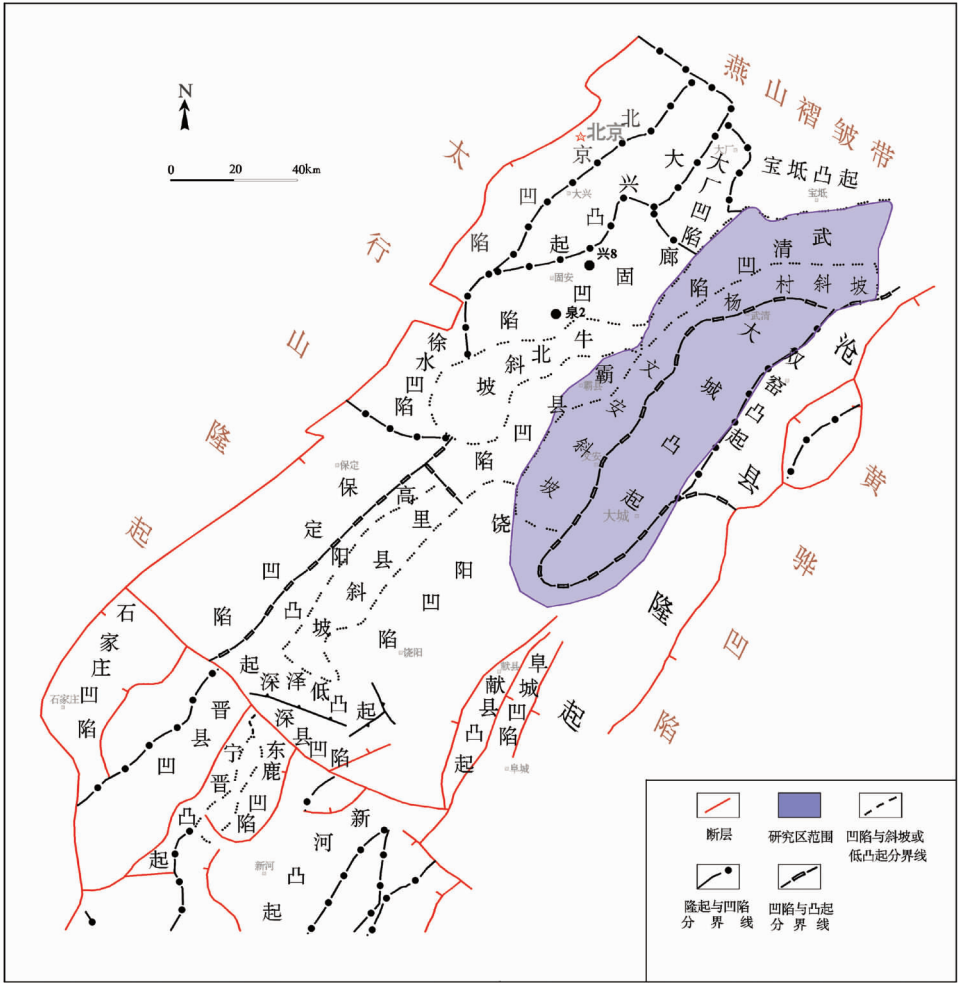 N
0 20 40km
燕山褶皱带
太行山隆起
沧县隆起
黄骅凹陷
北京
北京凹陷
大兴凸起
大厂凹陷
宝坻凸起
大厂
宝坻
大兴
兴8
固安
廊固凹陷
泉2
武清凹陷
杨村斜坡
武清
大城凸起
双窑凸起
徐水凹陷
牛北斜坡
霸县凹陷
霸县
文安斜坡
文安
大城
保定
保定凹陷
高阳凸起
里县斜坡
饶阳凹陷
饶阳
石家庄凹陷
石家庄
晋县凹陷
深泽低凸起
深县凹陷
宁晋凸起
东鹿凹陷
献县
献县凸起
阜城凹陷
阜城
新河凸起
新河
断层
研究区范围
凹陷与斜坡或
低凸起分界线
隆起与凹陷
分界线
凹陷与凸起
分界线